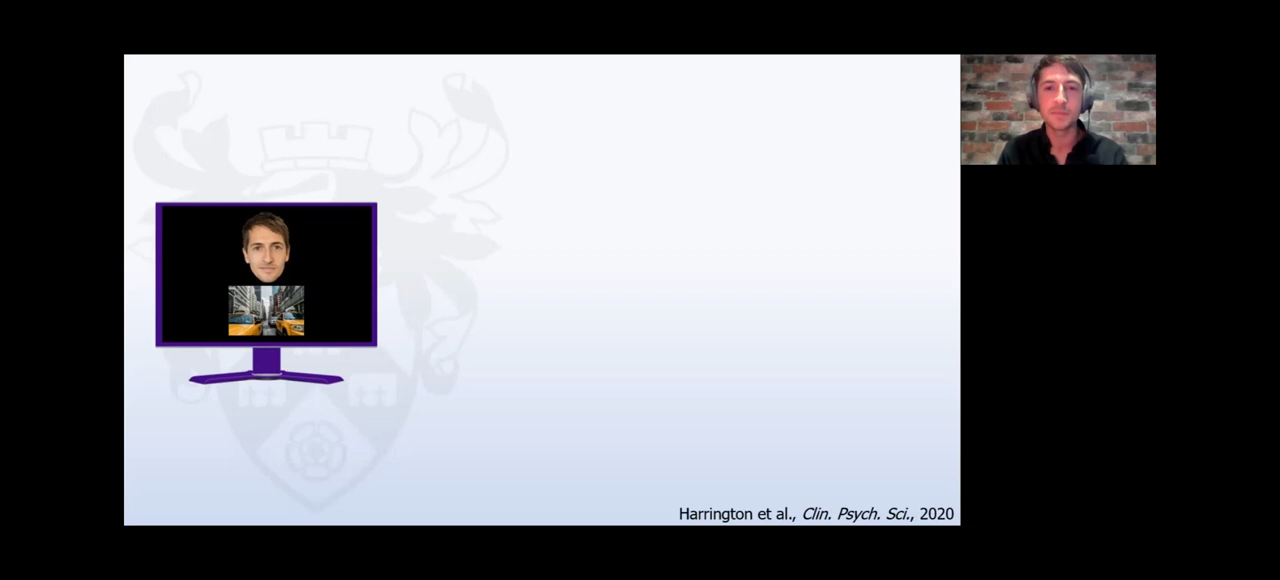 Harrington et al., Clin. Psych. Sci., 2020